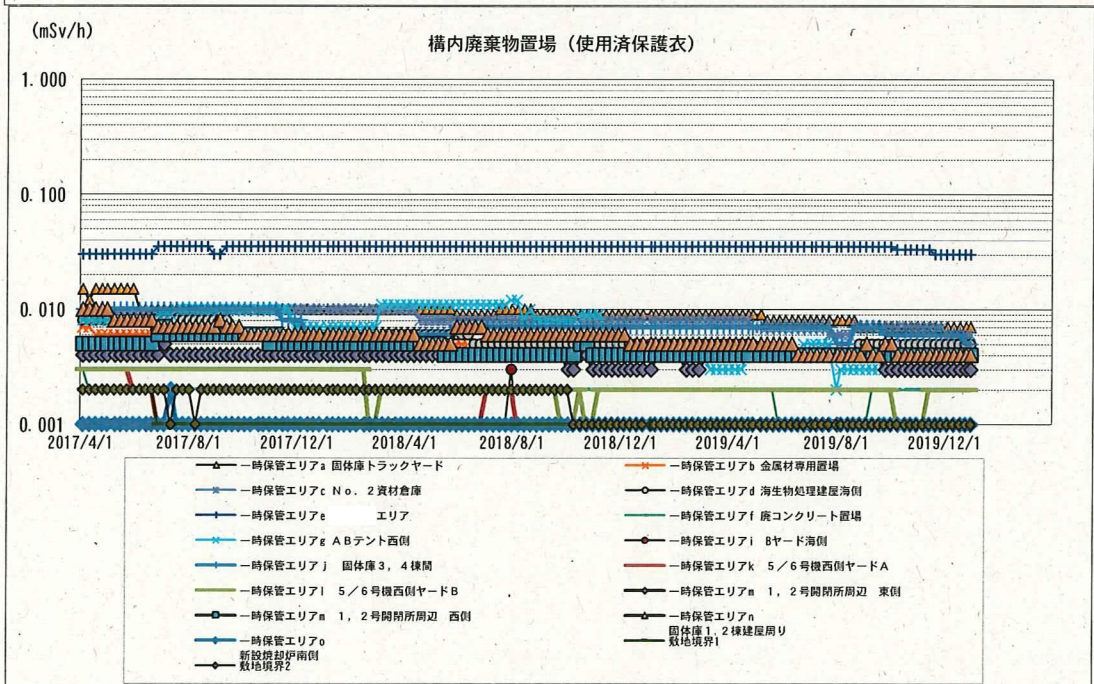 (mSv/h)
構内廃棄物置場（使用済保護衣）
1.000
0.100
0.010
0.001
2017/4/1 2017/8/1 2017/12/1 2018/4/1 2018/8/1 2018/12/1 2019/4/1 2019/8/1 2019/12/1
一時保管エリアa 固体庫トラックヤード
一時保管エリアb 金属材専用置場
一時保管エリアc No．2資材倉庫
一時保管エリアd 海生物処理建屋海側
一時保管エリアe エリア
一時保管エリアf 廃コンクリート置場
一時保管エリアg ABテント西側
一時保管エリアi Bヤード海側
一時保管エリアj 固体庫3，4棟間
一時保管エリアk 5／6号機西側ヤードA
一時保管エリアl 5／6号機西側ヤードB
一時保管エリアm 1，2号開閉所周辺 東側
一時保管エリアm 1，2号開閉所周辺 西側
一時保管エリアn
固体庫1,2棟建屋周り
一時保管エリアo
敷地境界1
新設焼却炉南側
敷地境界2